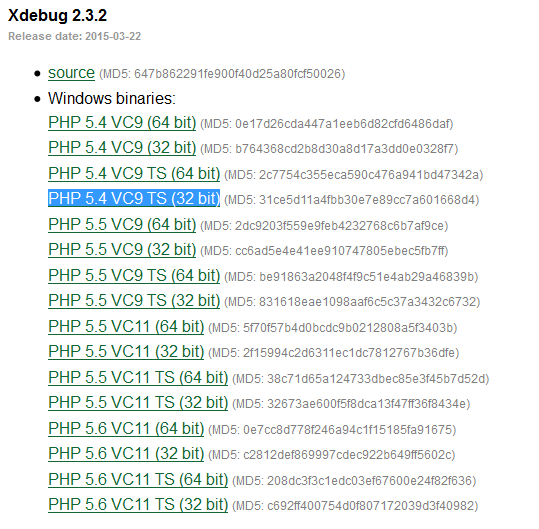 Xdebug 2.3.2
Release date: 2015-03-22
source (MD5: 647b862291fe900f40d25a80fcf50026)
Windows binaries:
PHP 5.4 VC9 (64 bit) (MD5: 0e17d26cda447a1eeb6d82cfd6486daf)
PHP 5.4 VC9 (32 bit) (MD5: b764368cd2b8d30a8d17a3dd0e0328f7)
PHP 5.4 VC9 TS (64 bit) (MD5: 2c7754c355eca590c476a941bd47342a)
PHP 5.4 VC9 TS (32 bit) (MD5: 31ce5d11a4fbb30e7e89cc7a601668d4)
PHP 5.5 VC9 (64 bit) (MD5: 2dc9203f559e9feb4232768c6b7af9ce)
PHP 5.5 VC9 (32 bit) (MD5: cc6ad5e4e41ee910747805ebec5fb7ff)
PHP 5.5 VC9 TS (64 bit) (MD5: be91863a2048f4f9c51e4ab29a46839b)
PHP 5.5 VC9 TS (32 bit) (MD5: 831618eae1098aaf6c5c37a3432c6732)
PHP 5.5 VC11 (64 bit) (MD5: 5f70f57b4d0bcdc9b0212808a5f3403b)
PHP 5.5 VC11 (32 bit) (MD5: 2f15994c2d6311ec1dc7812767b36dfe)
PHP 5.5 VC11 TS (64 bit) (MD5: 38c71d65a124733dbec85e3f45b7d52d)
PHP 5.5 VC11 TS (32 bit) (MD5: 32673ae600f5f8dca13f47ff36f8434e)
PHP 5.6 VC11 (64 bit) (MD5: 0e7cc8d778f246a94c1f15185fa91675)
PHP 5.6 VC11 (32 bit) (MD5: c2812def869997cdec922b649ff5602c)
PHP 5.6 VC11 TS (64 bit) (MD5: 208dc3f3c1edc03ef67600e24f82f636)
PHP 5.6 VC11 TS (32 bit) (MD5: c692ff400754d0f807172039d3f40982)